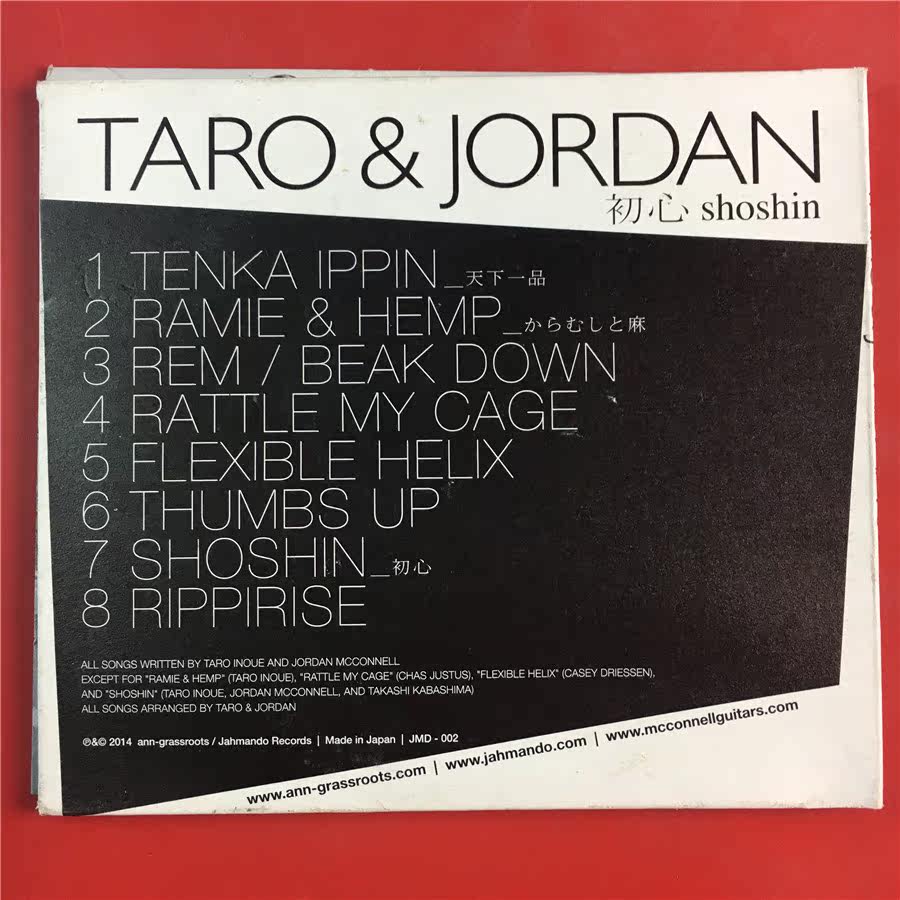 TARO & JORDAN
初心 shoshin
1 TENKA IPPIN_天下一品
2 RAMIE & HEMP_からむしと麻
3 REM / BEAK DOWN
4 RATTLE MY CAGE
5 FLEXIBLE HELIX
6 THUMBS UP
7 SHOSHIN_初心
8 RIPPIRISE
ALL SONGS WRITTEN BY TARO INOUE AND JORDAN MCCONNELL
EXCEPT FOR "RAMIE & HEMP" (TARO INOUE), "RATTLE MY CAGE" (CHAS JUSTUS), "FLEXIBLE HELIX" (CASEY DRIESSEN),
AND "SHOSHIN" (TARO INOUE, JORDAN MCCONNELL, AND TAKASHI KABASHIMA)
ALL SONGS ARRANGED BY TARO & JORDAN
℗&© 2014 ann-grassroots / Jahmando Records | Made in Japan | JMD - 002
www.ann-grassroots.com | www.jahmando.com | www.mcconnellguitars.com